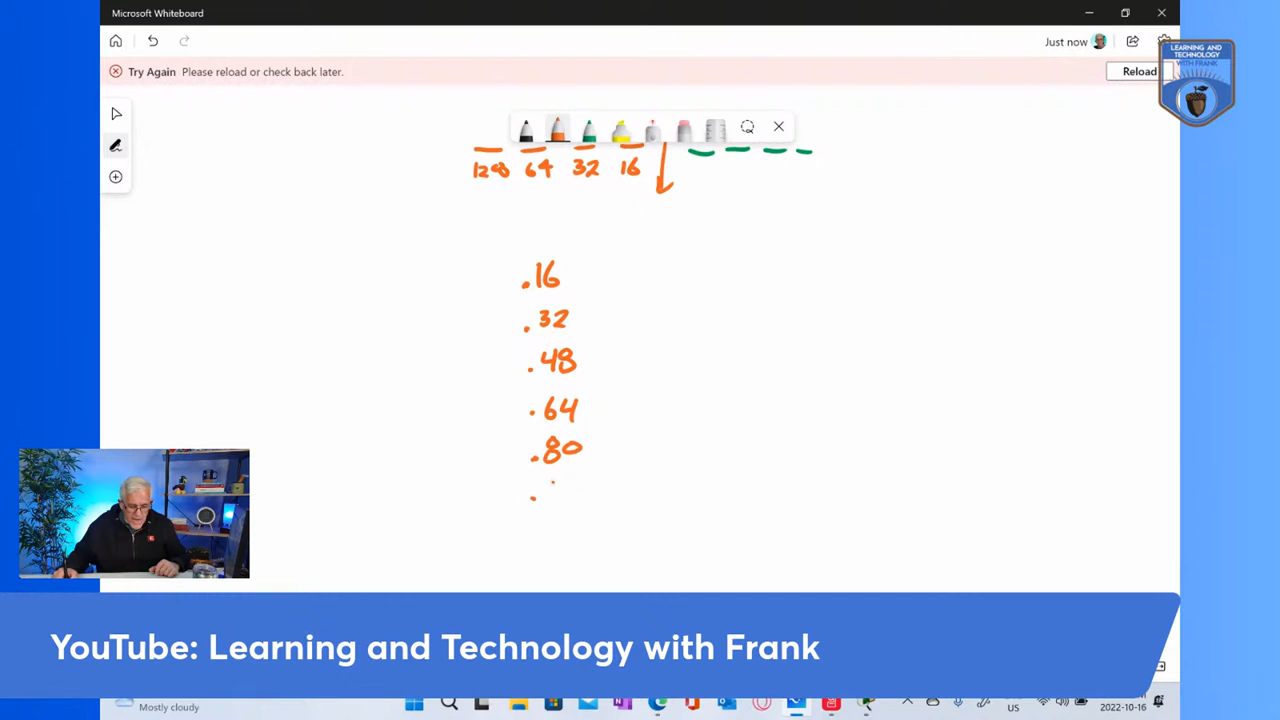 Microsoft Whiteboard
Just now
LEARNING AND
TECHNOLOGY
WITH FRANK
Try Again Please reload or check back later.
Reload
128 64 32 16
.16
.32
.48
.64
.80
.
YouTube: Learning and Technology with Frank
Mostly cloudy
US
2022-10-16